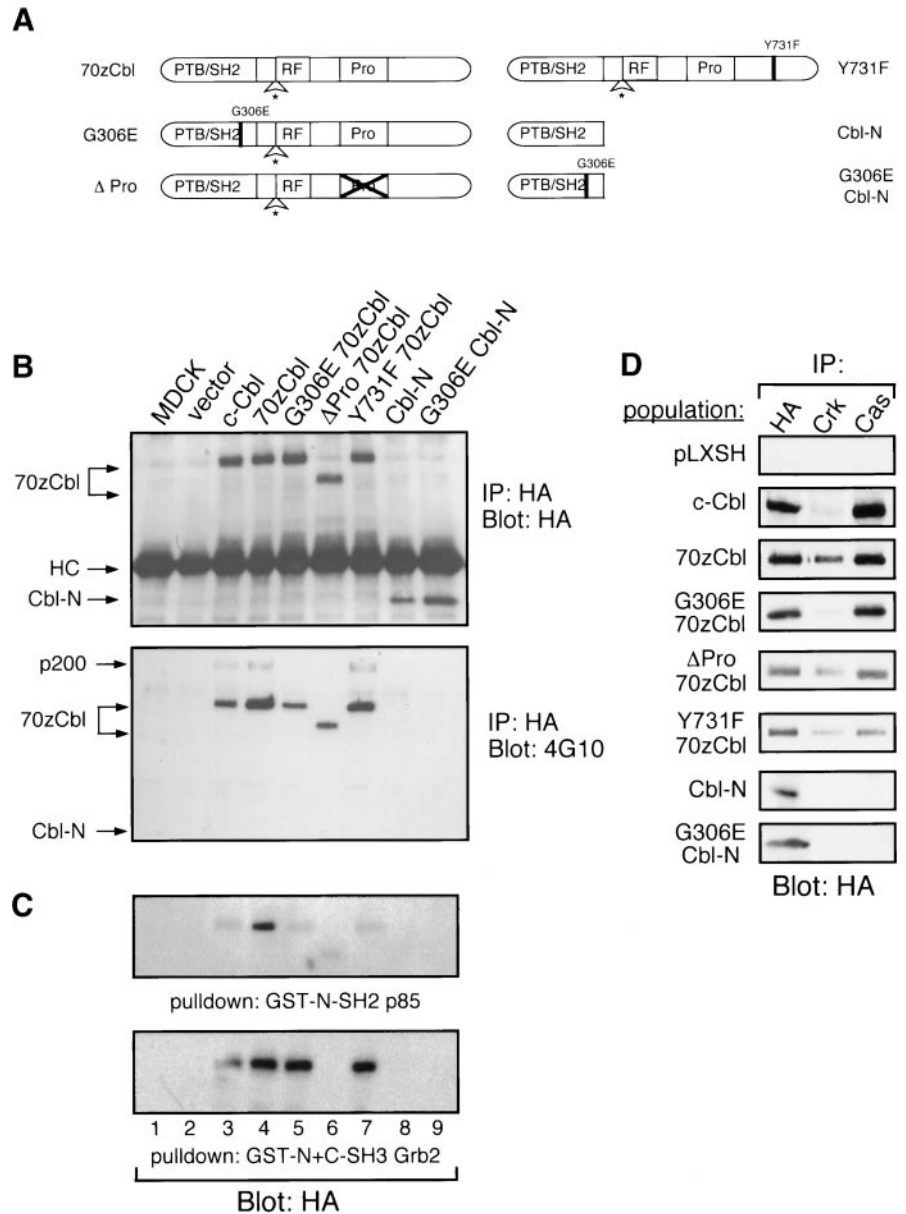 A
70zCbl
PTB/SH2
RF
Pro
*
Y731F
PTB/SH2
RF
Pro
*
Y731F
G306E
G306E
PTB/SH2
RF
Pro
*
PTB/SH2
Cbl-N
Δ Pro
PTB/SH2
RF
*
G306E
PTB/SH2
G306E
Cbl-N
B
MDCK
vector
c-Cbl
70zCbl
G306E 70zCbl
ΔPro 70zCbl
Y731F 70zCbl
Cbl-N
G306E Cbl-N
70zCbl
HC
Cbl-N
IP: HA
Blot: HA
p200
70zCbl
Cbl-N
IP: HA
Blot: 4G10
C
pulldown: GST-N-SH2 p85
1 2 3 4 5 6 7 8 9
pulldown: GST-N+C-SH3 Grb2
Blot: HA
D
IP:
population:
HA
Crk
Cas
pLXSH
c-Cbl
70zCbl
G306E
70zCbl
ΔPro
70zCbl
Y731F
70zCbl
Cbl-N
G306E
Cbl-N
Blot: HA